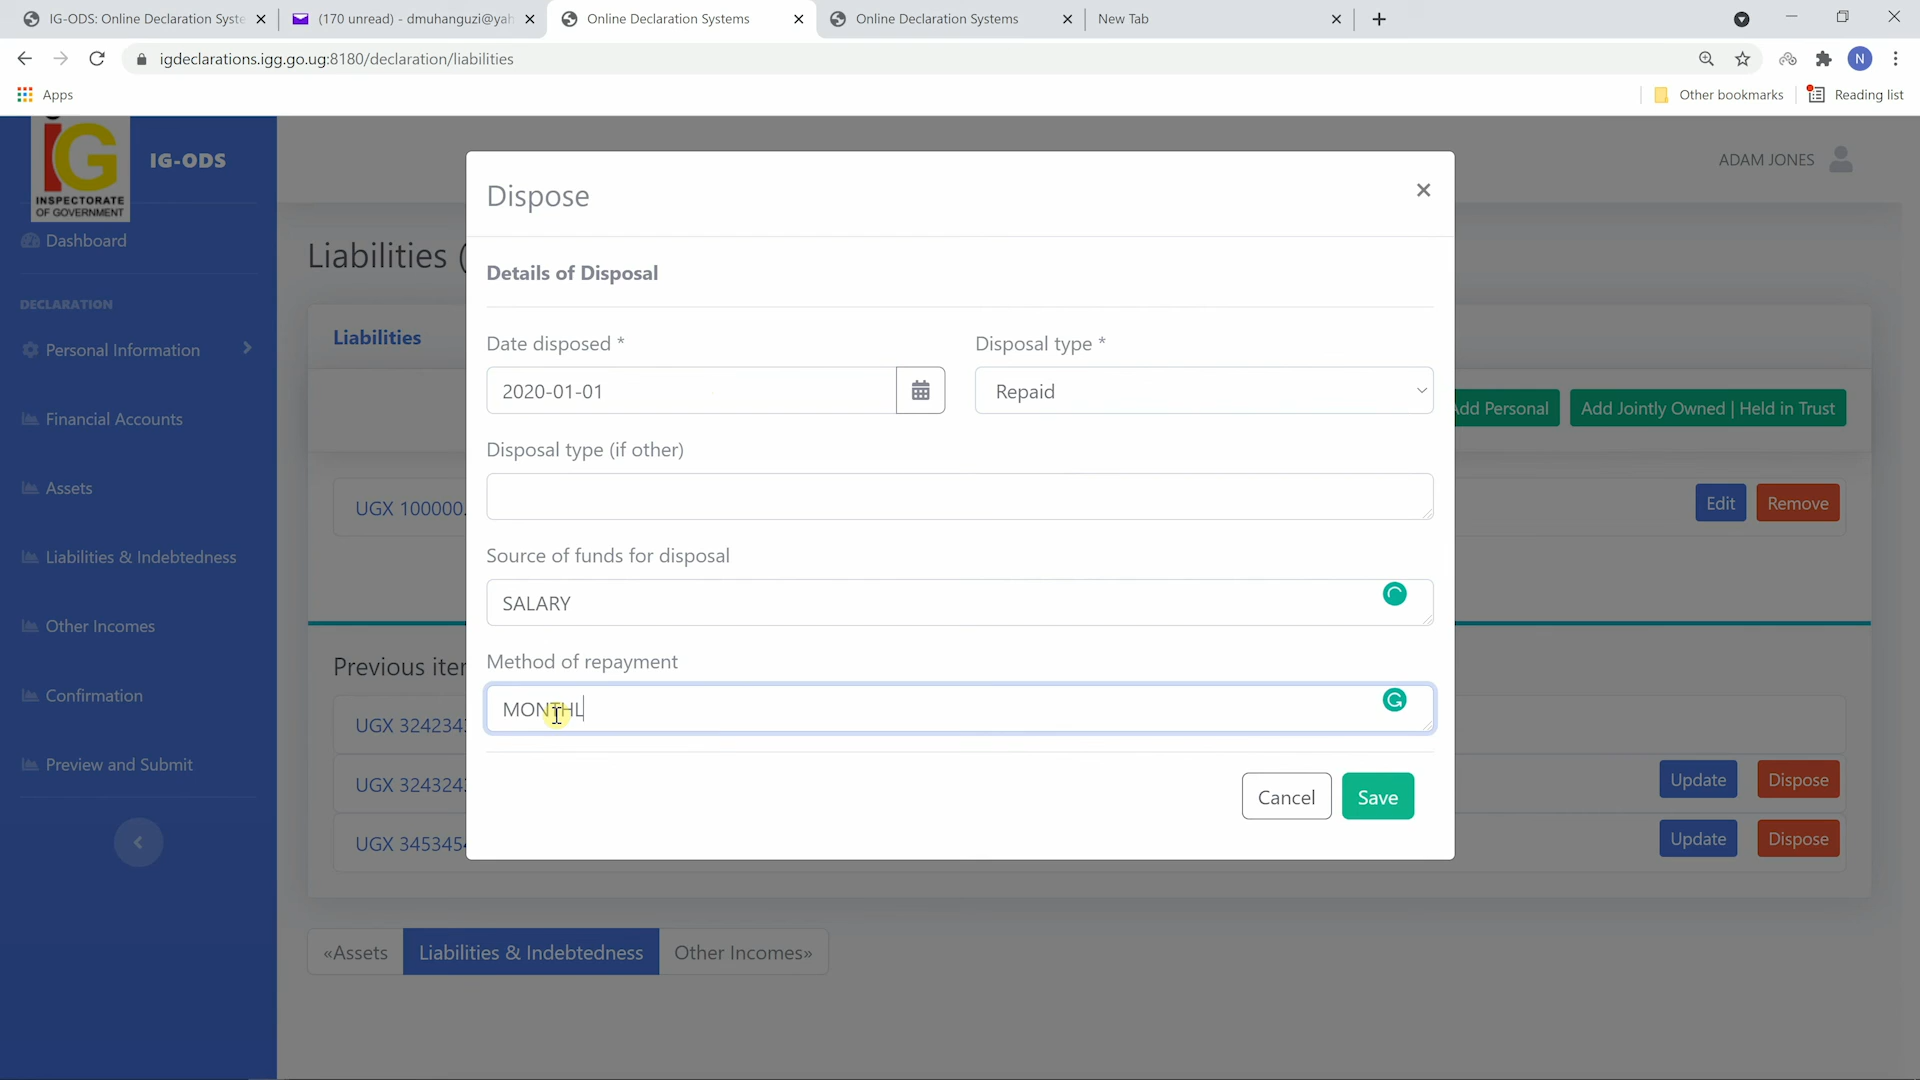 IG-ODS: Online Declaration Syste
(170 unread) - dmuhanguzi@yah
Online Declaration Systems
Online Declaration Systems
New Tab
igdeclarations.igg.go.ug:8180/declaration/liabilities
N
Apps
Other bookmarks
Reading list
IG
INSPECTORATE
OF GOVERNMENT
IG-ODS
Dashboard
DECLARATION
Personal Information
Financial Accounts
Assets
Liabilities & Indebtedness
Other Incomes
Confirmation
Preview and Submit
ADAM JONES
Liabilities (
Liabilities
Add Personal
Add Jointly Owned | Held in Trust
UGX 100000.
Edit
Remove
Previous iter
UGX 324234
UGX 324324
Update
Dispose
UGX 345345
Update
Dispose
«Assets
Liabilities & Indebtedness
Other Incomes»
Dispose
Details of Disposal
Date disposed *
Disposal type *
2020-01-01
Repaid
Disposal type (if other)
Source of funds for disposal
SALARY
Method of repayment
MONTHL
Cancel
Save